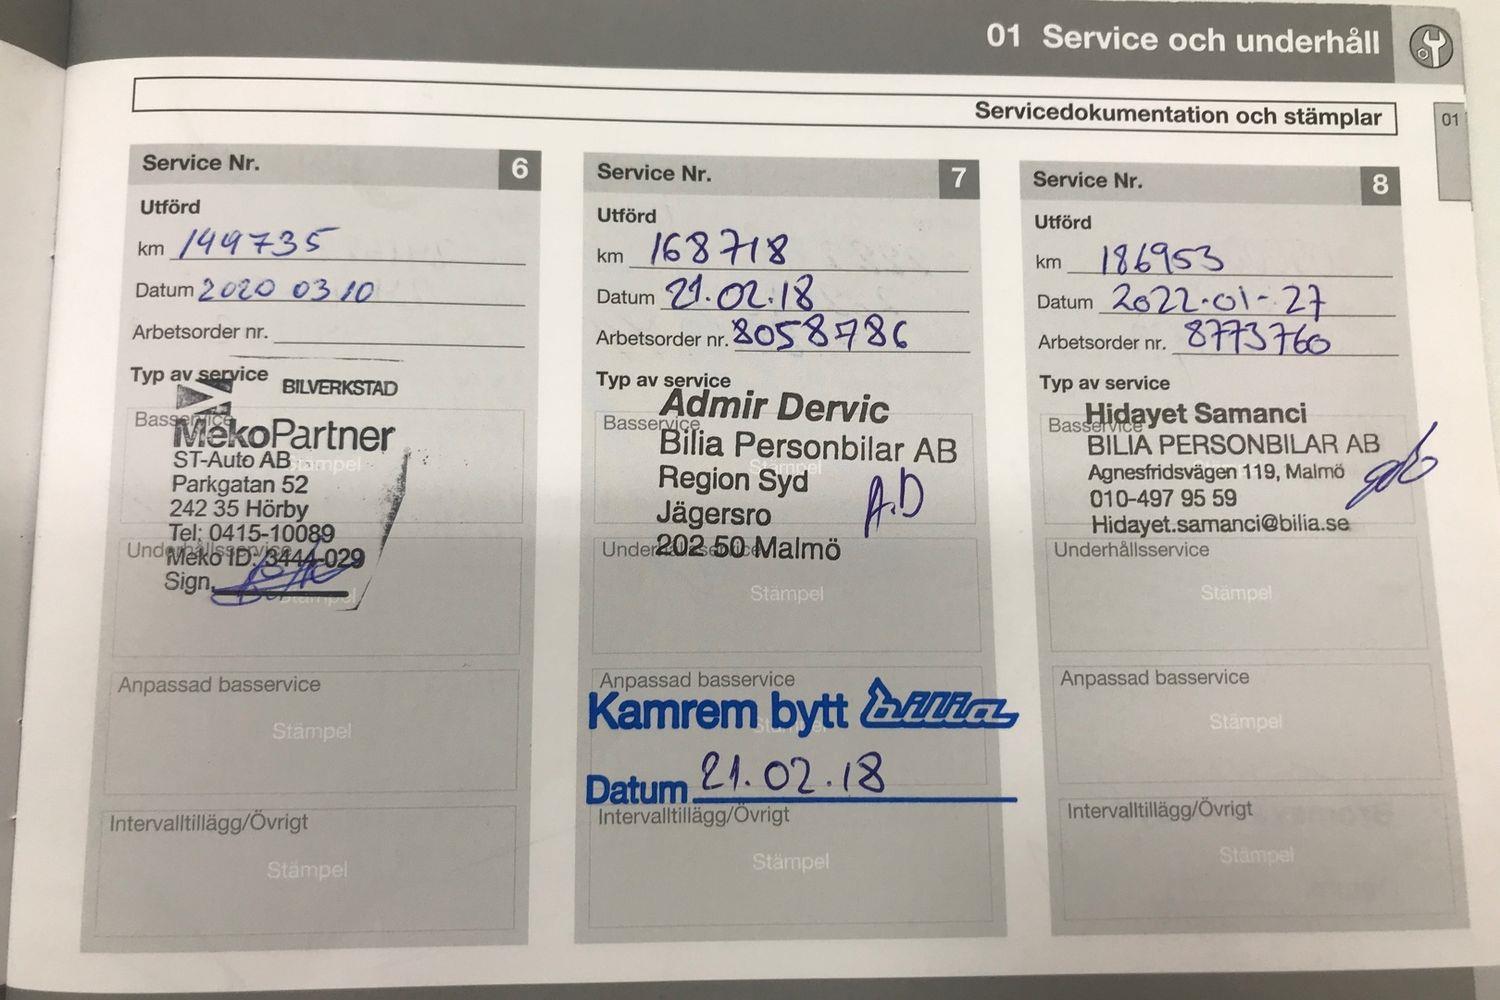 01 Service och underhåll
Servicedokumentation och stämplar
01
Service Nr. 6
Utförd
km 149735
Datum 2020 03 10
Arbetsorder nr.
Typ av service
BILVERKSTAD
Basservice
MekoPartner
ST-Auto AB
Stämpel
Parkgatan 52
242 35 Hörby
Tel: 0415-10089
Underhållsservice
Meko ID: 3444-029
Sign.
Stämpel
Anpassad basservice
Stämpel
Intervalltillägg/Övrigt
Stämpel
Service Nr. 7
Utförd
km 168718
Datum 21.02.18
Arbetsorder nr. 8058786
Typ av service
Admir Dervic
Basservice
Bilia Personbilar AB
Stämpel
Region Syd
A.D
Jägersro
Underhållsservice
202 50 Malmö
Stämpel
Anpassad basservice
Kamrem bytt bilia
Stämpel
Datum 21.02.18
Intervalltillägg/Övrigt
Stämpel
Service Nr. 8
Utförd
km 186953
Datum 2022-01-27
Arbetsorder nr. 8773760
Typ av service
Hidayet Samanci
Basservice
BILIA PERSONBILAR AB
Agnesfridsvägen 119, Malmö
010-497 95 59
Hidayet.samanci@bilia.se
Underhållsservice
Stämpel
Anpassad basservice
Stämpel
Intervalltillägg/Övrigt
Stämpel